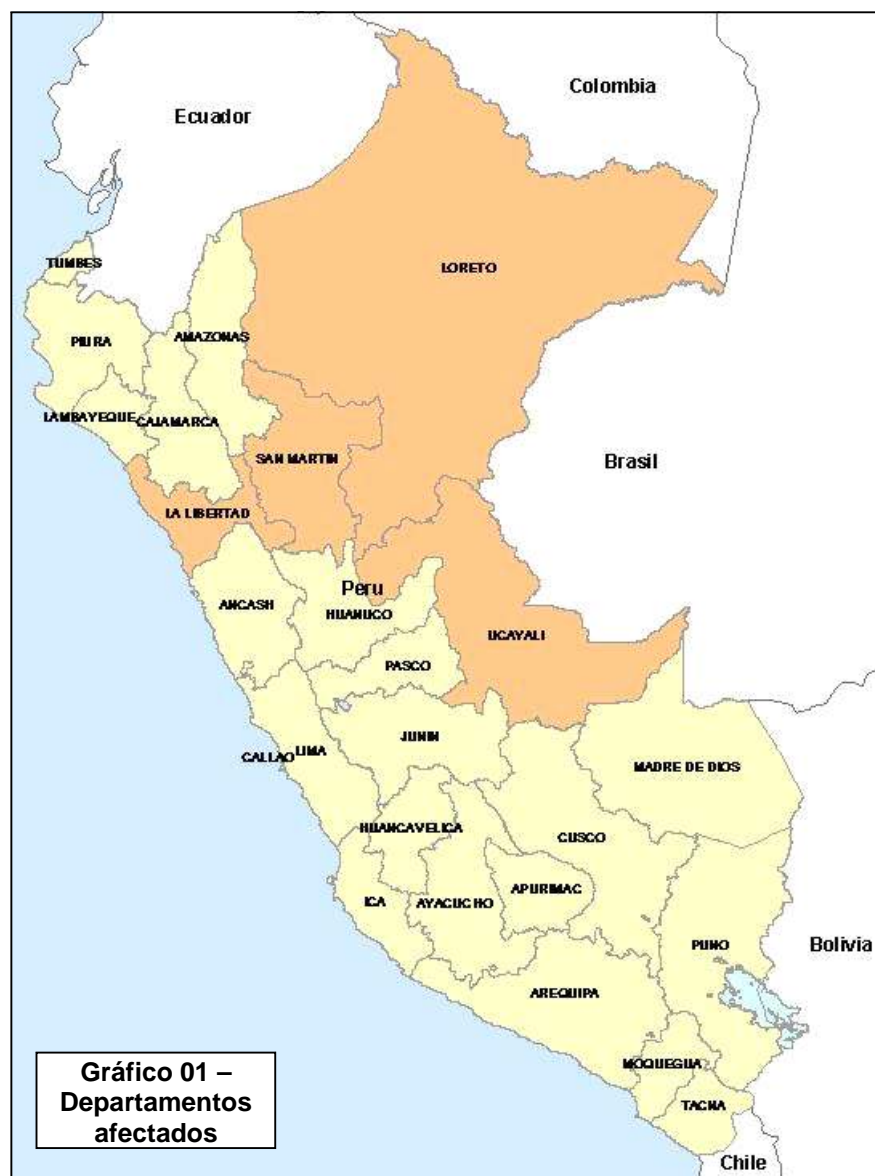 Colombia
Ecuador
TUMBES
LORETO
PIURA
AMAZONAS
LAMBAYEQUE
CAJAMARCA
SAN MARTIN
Brasil
LA LIBERTAD
Peru
ANCASH
HUANUCO
UCAYALI
PASCO
JUNIN
LIMA
CALLAO
MADRE DE DIOS
HUANCAVELICA
CUSCO
APURIMAC
ICA
AYACUCHO
PUNO
Bolivia
AREQUIPA
MOQUEGUA
TACNA
Gráfico 01 –
Departamentos
afectados
Chile